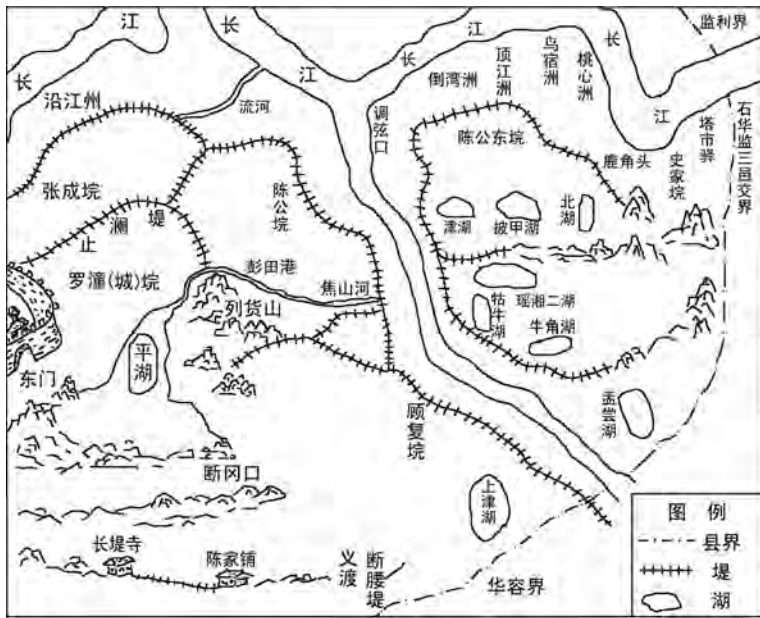 长
江
长
江
长
江
长
江
监利界
沿江州
流河
调弦口
倒湾洲
顶江洲
鸟宿洲
桃心洲
石华监三邑交界
塔市驿
史家垸
鹿角头
陈公东垸
张成垸
陈公垸
止澜堤
罗潼(城)垸
彭田港
焦山河
列货山
津湖
披甲湖
北湖
瑶湘二湖
牯牛湖
牛角湖
东门
平湖
顾复垸
孟尝湖
断冈口
上津湖
长堤寺
陈家铺
义渡
断腰堤
华容界
图 例
县界
堤
湖